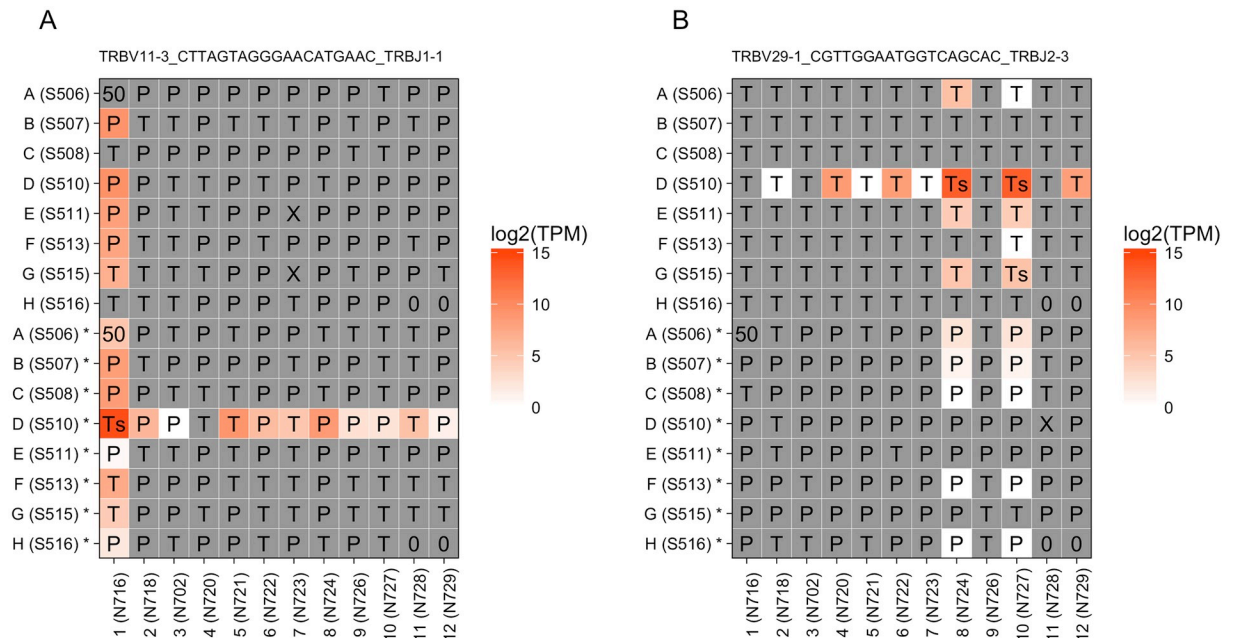 A
TRBV11-3_CTTAGTAGGGAACATGAAC_TRBJ1-1
A (S506) 50 P P P P P P P P T P P
B (S507) P T T P T T T P T P T P
C (S508) T P P P P P P P T T P P
D (S510) P P T T P T P T P P P P
E (S511) P P T T P P X P P P P P
F (S513) P T T P T P P P P P T P
G (S515) T T T T P P X P T P P T
H (S516) T T T P P P T P P P 0 0
A (S506) * 50 P T P T P P T T T T P
B (S507) * P T P P P P T P P T T P
C (S508) * P P T T T P P T P T P P
D (S510) * Ts P P T T P T P P P T P
E (S511) * P T T P T P T P T P P P
F (S513) * T P P P T T T P T T T T
G (S515) * T P P T P T T P T T T T
H (S516) * P P T P P T P T P T 0 0
1 (N716)
2 (N718)
3 (N702)
4 (N720)
5 (N721)
6 (N722)
7 (N723)
8 (N724)
9 (N726)
10 (N727)
11 (N728)
12 (N729)
log2(TPM)
15
10
5
0
B
TRBV29-1_CGTTGGAATGGTCAGCAC_TRBJ2-3
A (S506) T T T T T T T T T T T T
B (S507) T T T T T T T T T T T T
C (S508) T T T T T T T T T T T T
D (S510) T T T T T T T Ts T Ts T T
E (S511) T T T T T T T T T T T T
F (S513) T T T T T T T T T T T T
G (S515) T T T T T T T T T Ts T T
H (S516) T T T T T T T T T T 0 0
A (S506) * 50 T P P T P P P T P P P
B (S507) * P P P P P P P P P P T P
C (S508) * P T P P P P P P P P T P
D (S510) * P T P P P P P P P P X P
E (S511) * P P P P T P P P P P P P
F (S513) * P T T P P P P P T P P P
G (S515) * P P P P P P P P T T P P
H (S516) * P T T P T P P P T P 0 0
1 (N716)
2 (N718)
3 (N702)
4 (N720)
5 (N721)
6 (N722)
7 (N723)
8 (N724)
9 (N726)
10 (N727)
11 (N728)
12 (N729)
log2(TPM)
15
10
5
0